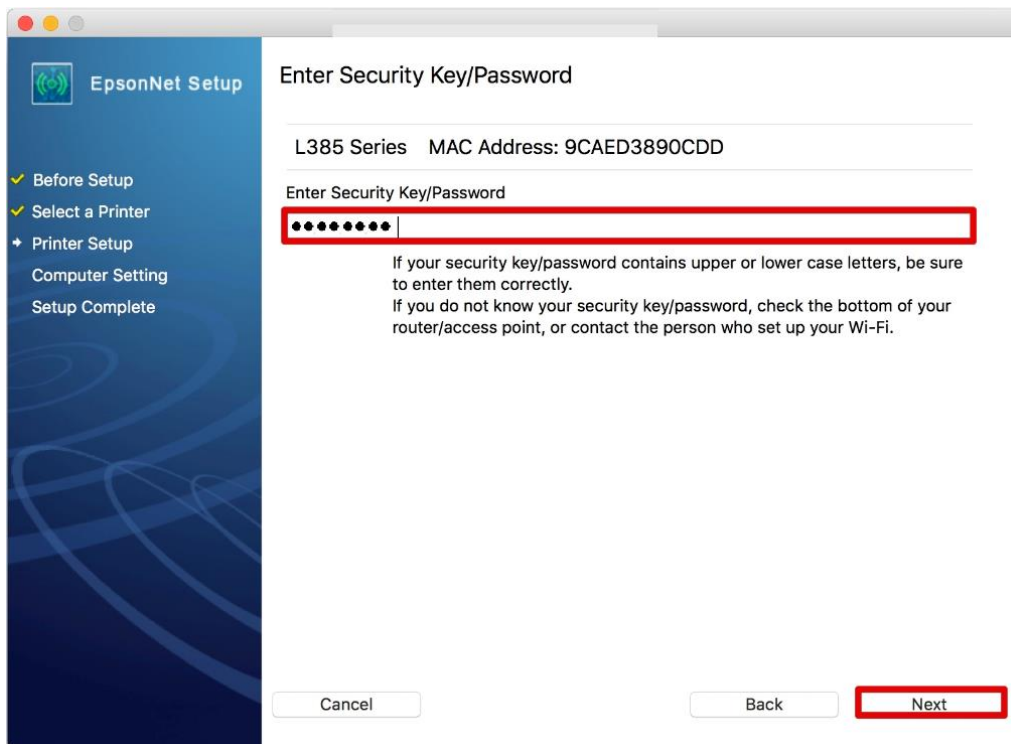 EpsonNet Setup
Before Setup
Select a Printer
Printer Setup
Computer Setting
Setup Complete
Enter Security Key/Password
L385 Series MAC Address: 9CAED3890CDD
Enter Security Key/Password
••••••••
If your security key/password contains upper or lower case letters, be sure
to enter them correctly.
If you do not know your security key/password, check the bottom of your
router/access point, or contact the person who set up your Wi-Fi.
Cancel
Back
Next